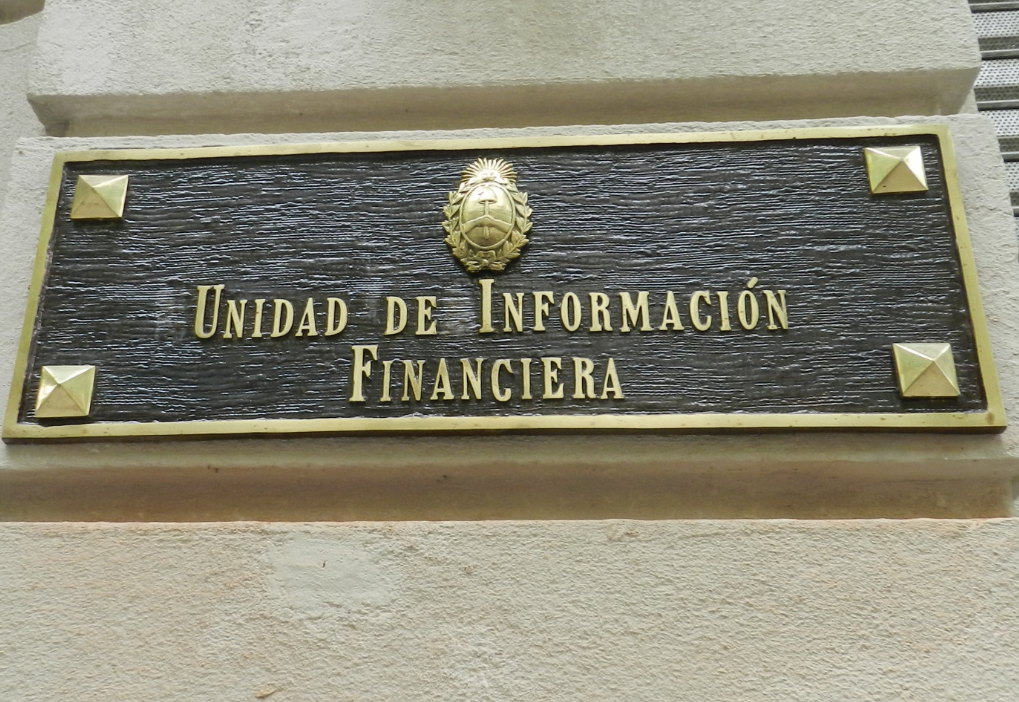 Unidad de Información
Financiera